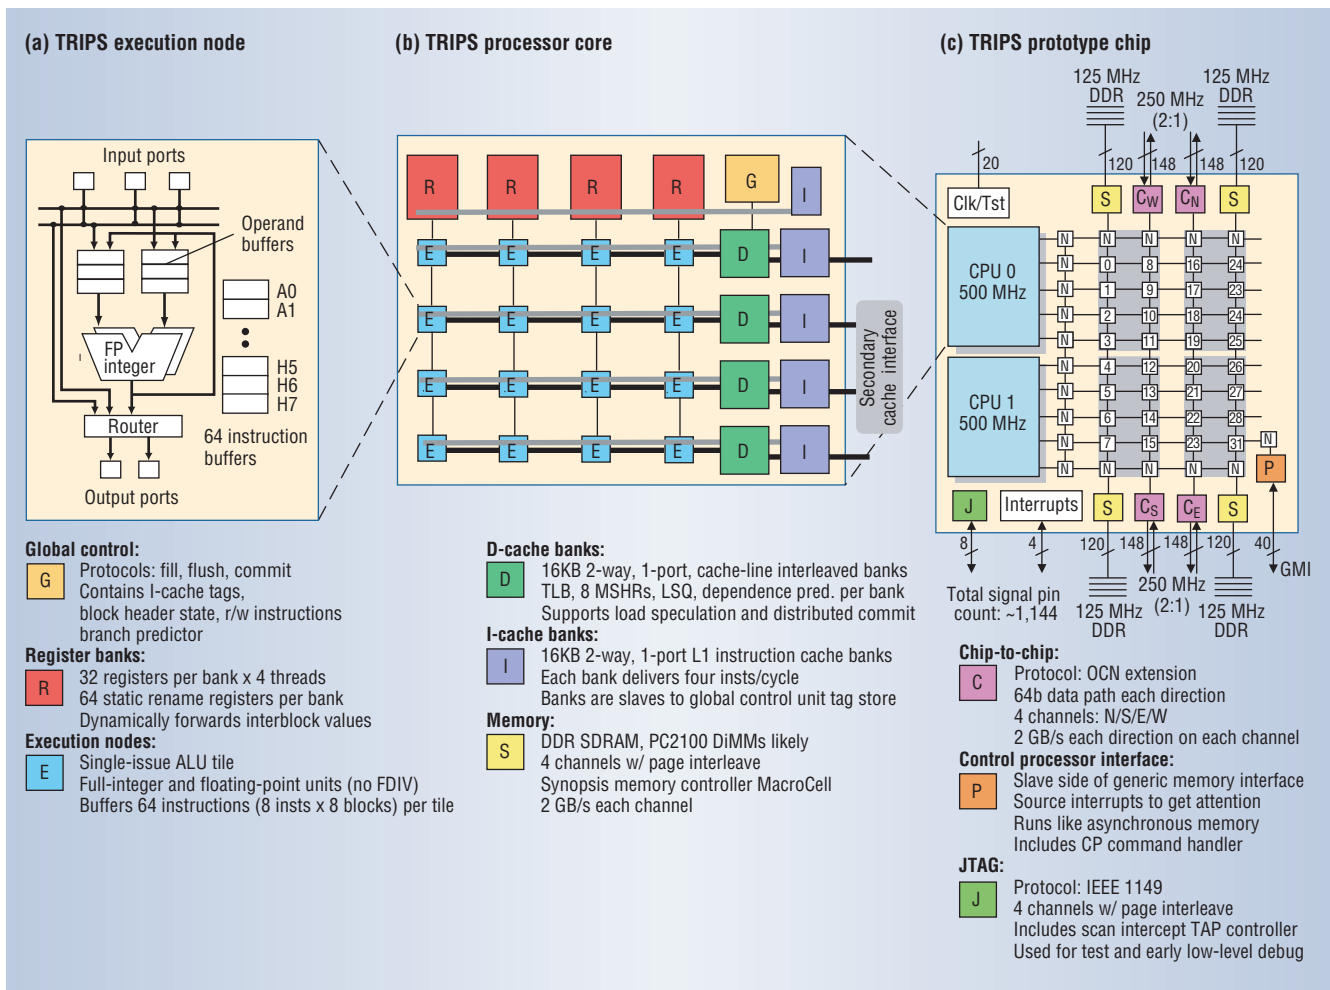 (a) TRIPS execution node
Input ports
Operand
buffers
A0
A1
FP
integer
H5
H6
H7
Router
64 instruction
buffers
Output ports
(b) TRIPS processor core
R R R R G I
E E E E D I
E E E E D I
E E E E D I
E E E E D I
Secondary
cache interface
(c) TRIPS prototype chip
125 MHz
DDR
250 MHz
(2:1)
125 MHz
DDR
20 120 148 148 120
Clk/Tst S CW CN S
CPU 0
500 MHz
CPU 1
500 MHz
N N N N N
N 0 8 16 24
N 1 9 17 23
N 2 10 18 24
N 3 11 19 25
N 4 12 20 26
N 5 13 21 27
N 6 14 22 28
N 7 15 23 31 N
N N N N N P
J Interrupts S CS CE S
8 4 120 148 148 120 40
GMI
Total signal pin
count: ~1,144
125 MHz
DDR
250 MHz
(2:1)
125 MHz
DDR
Global control:
G
Protocols: fill, flush, commit
Contains I-cache tags,
block header state, r/w instructions
branch predictor
Register banks:
R
32 registers per bank x 4 threads
64 static rename registers per bank
Dynamically forwards interblock values
Execution nodes:
E
Single-issue ALU tile
Full-integer and floating-point units (no FDIV)
Buffers 64 instructions (8 insts x 8 blocks) per tile
D-cache banks:
D
16KB 2-way, 1-port, cache-line interleaved banks
TLB, 8 MSHRs, LSQ, dependence pred. per bank
Supports load speculation and distributed commit
I-cache banks:
I
16KB 2-way, 1-port L1 instruction cache banks
Each bank delivers four insts/cycle
Banks are slaves to global control unit tag store
Memory:
S
DDR SDRAM, PC2100 DiMMs likely
4 channels w/ page interleave
Synopsis memory controller MacroCell
2 GB/s each channel
Chip-to-chip:
C
Protocol: OCN extension
64b data path each direction
4 channels: N/S/E/W
2 GB/s each direction on each channel
Control processor interface:
P
Slave side of generic memory interface
Source interrupts to get attention
Runs like asynchronous memory
Includes CP command handler
JTAG:
J
Protocol: IEEE 1149
4 channels w/ page interleave
Includes scan intercept TAP controller
Used for test and early low-level debug